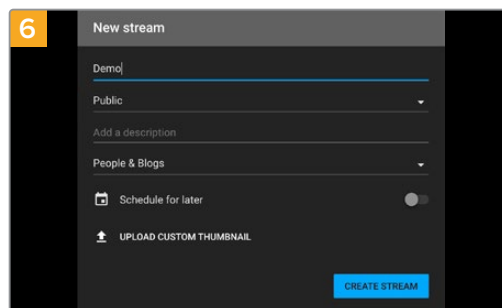 6
New stream
Demo
Public
Add a description
People & Blogs
Schedule for later
UPLOAD CUSTOM THUMBNAIL
CREATE STREAM